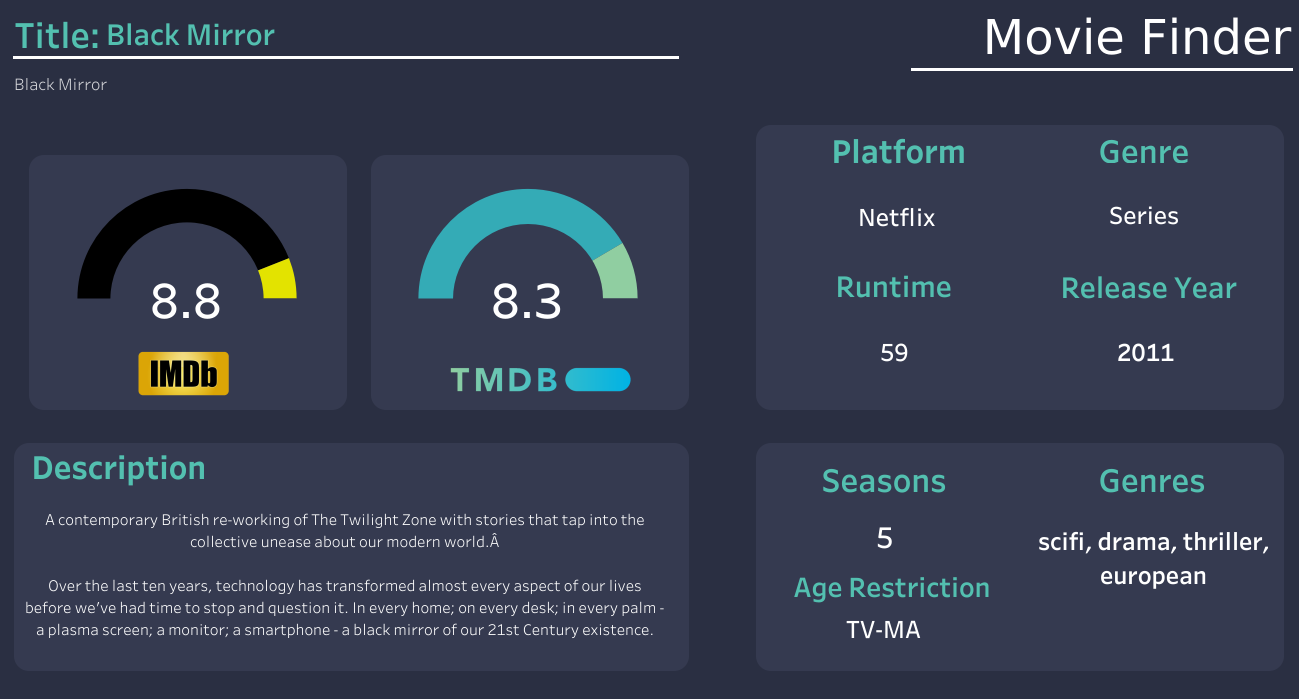 Title: Black Mirror
Movie Finder
Black Mirror
8.8
IMDb
8.3
TMDB
Platform
Genre
Netflix
Series
Runtime
Release Year
59
2011
Description
A contemporary British re-working of The Twilight Zone with stories that tap into the
collective unease about our modern world.Â
Over the last ten years, technology has transformed almost every aspect of our lives
before we’ve had time to stop and question it. In every home; on every desk; in every palm -
a plasma screen; a monitor; a smartphone - a black mirror of our 21st Century existence.
Seasons
Genres
5
scifi, drama, thriller,
european
Age Restriction
TV-MA